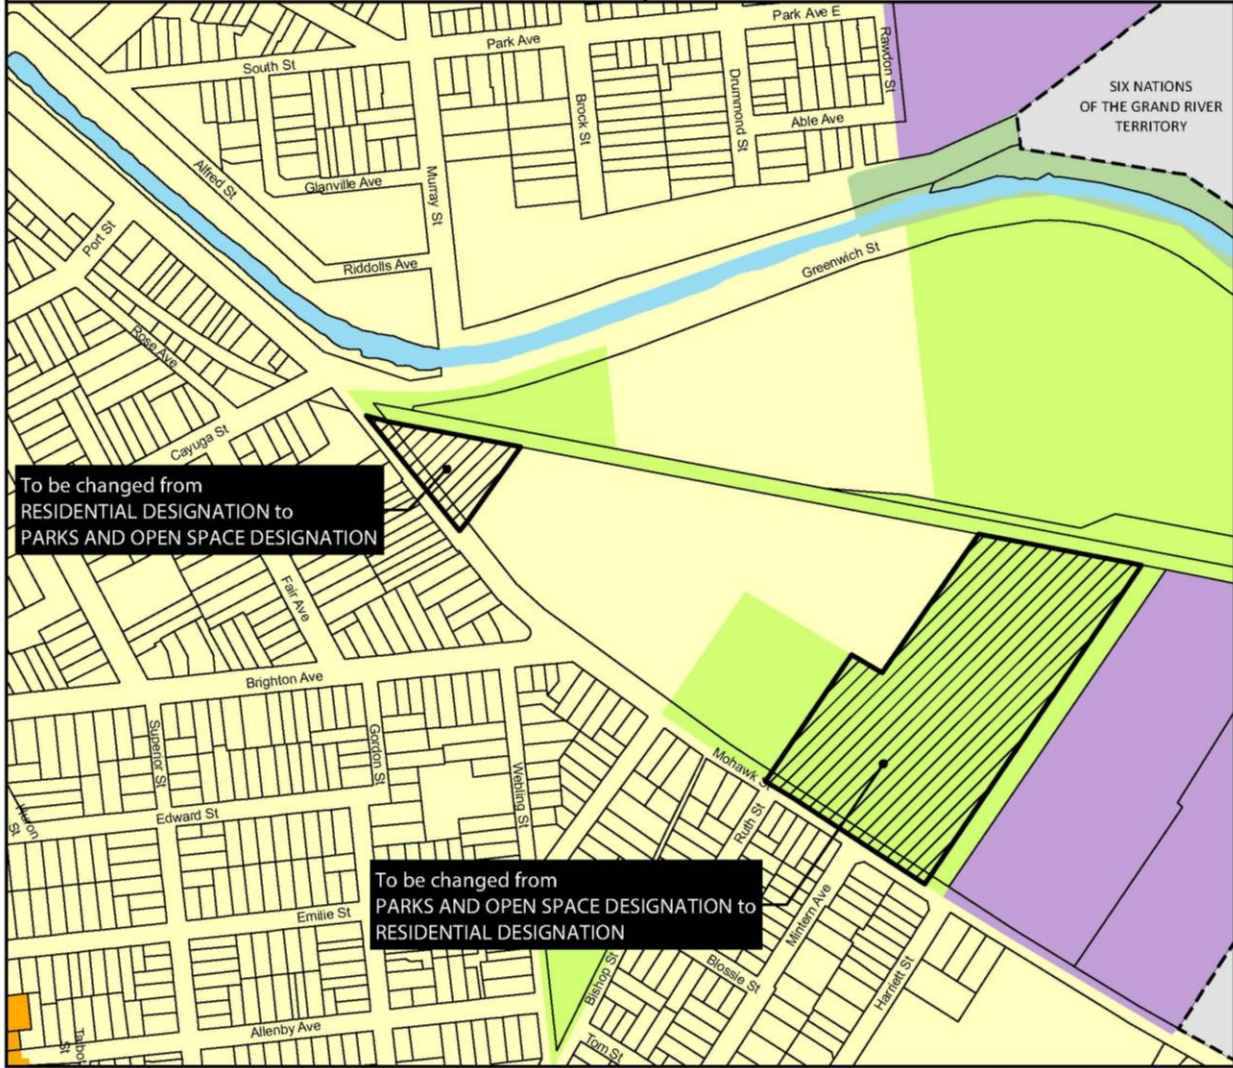 Park Ave E
Park Ave
South St
Rawdon St
Drummond St
Brock St
Able Ave
SIX NATIONS
OF THE GRAND RIVER
TERRITORY
Alfred St
Glanville Ave
Murray St
Port St
Riddolls Ave
Greenwich St
Rose Ave
Cayuga St
To be changed from
RESIDENTIAL DESIGNATION to
PARKS AND OPEN SPACE DESIGNATION
Fair Ave
Brighton Ave
Superior St
Gordon St
Webling St
Mohawk St
Ruth St
Huron
St
Edward St
To be changed from
PARKS AND OPEN SPACE DESIGNATION to
RESIDENTIAL DESIGNATION
Emilie St
Mintern Ave
Blossie St
Bishop St
Harriett St
Allenby Ave
Talbot
St
Tom St